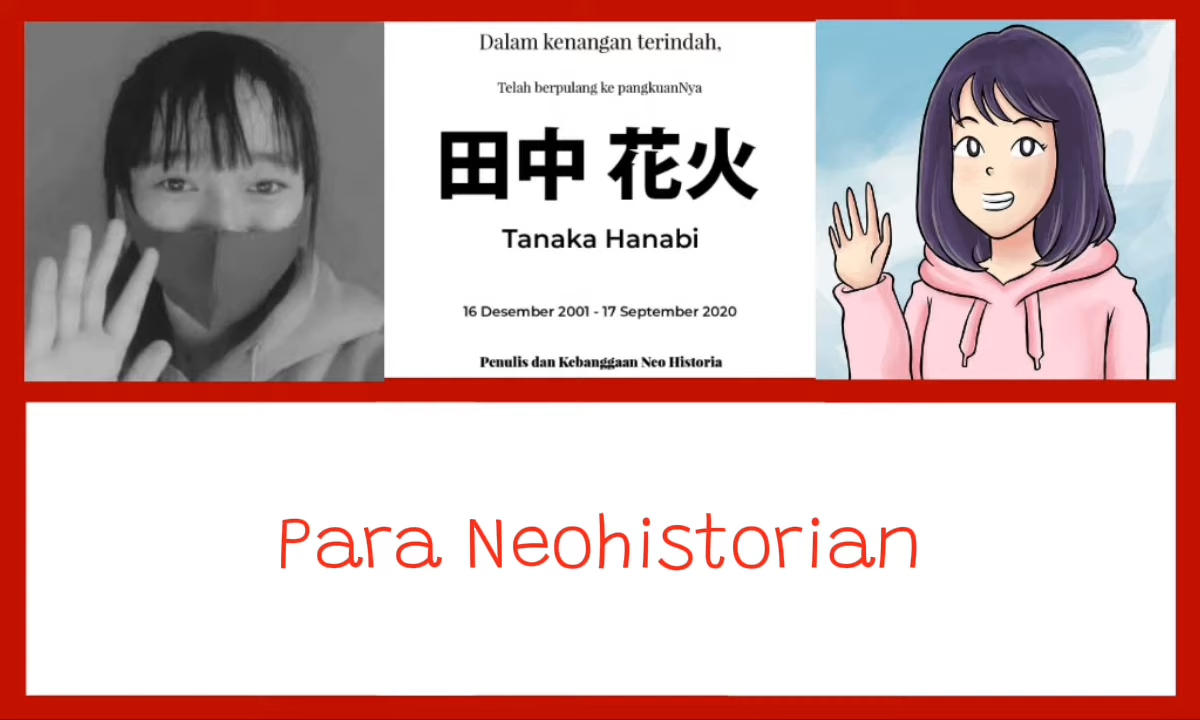 Dalam kenangan terindah,
Telah berpulang ke pangkuanNya
田中 花火
Tanaka Hanabi
16 Desember 2001 - 17 September 2020
Penulis dan Kebanggaan Neo Historia
Para Neohistorian